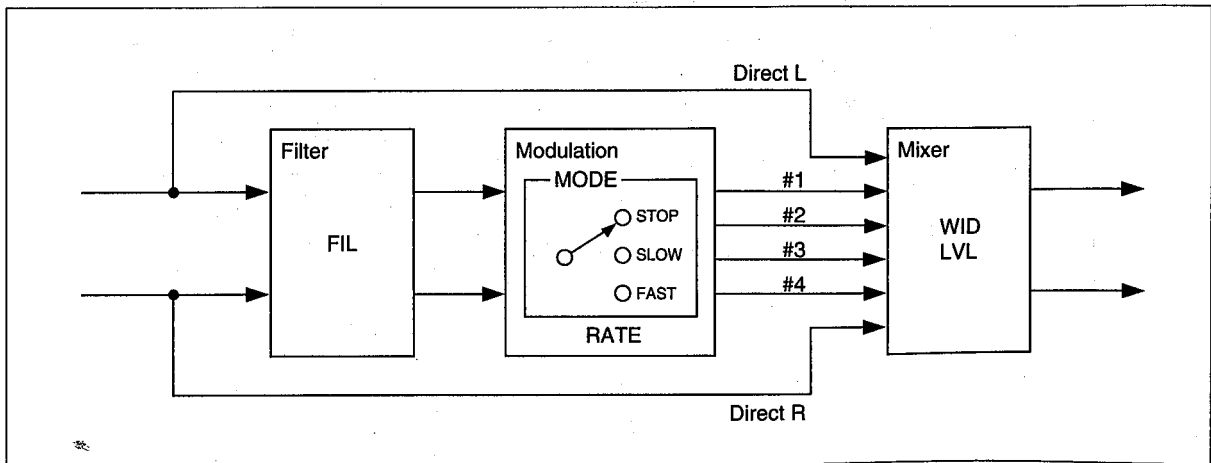 Direct L
Filter
FIL
Modulation
MODE
STOP
SLOW
FAST
RATE
#1
#2
#3
#4
Mixer
WID
LVL
Direct R